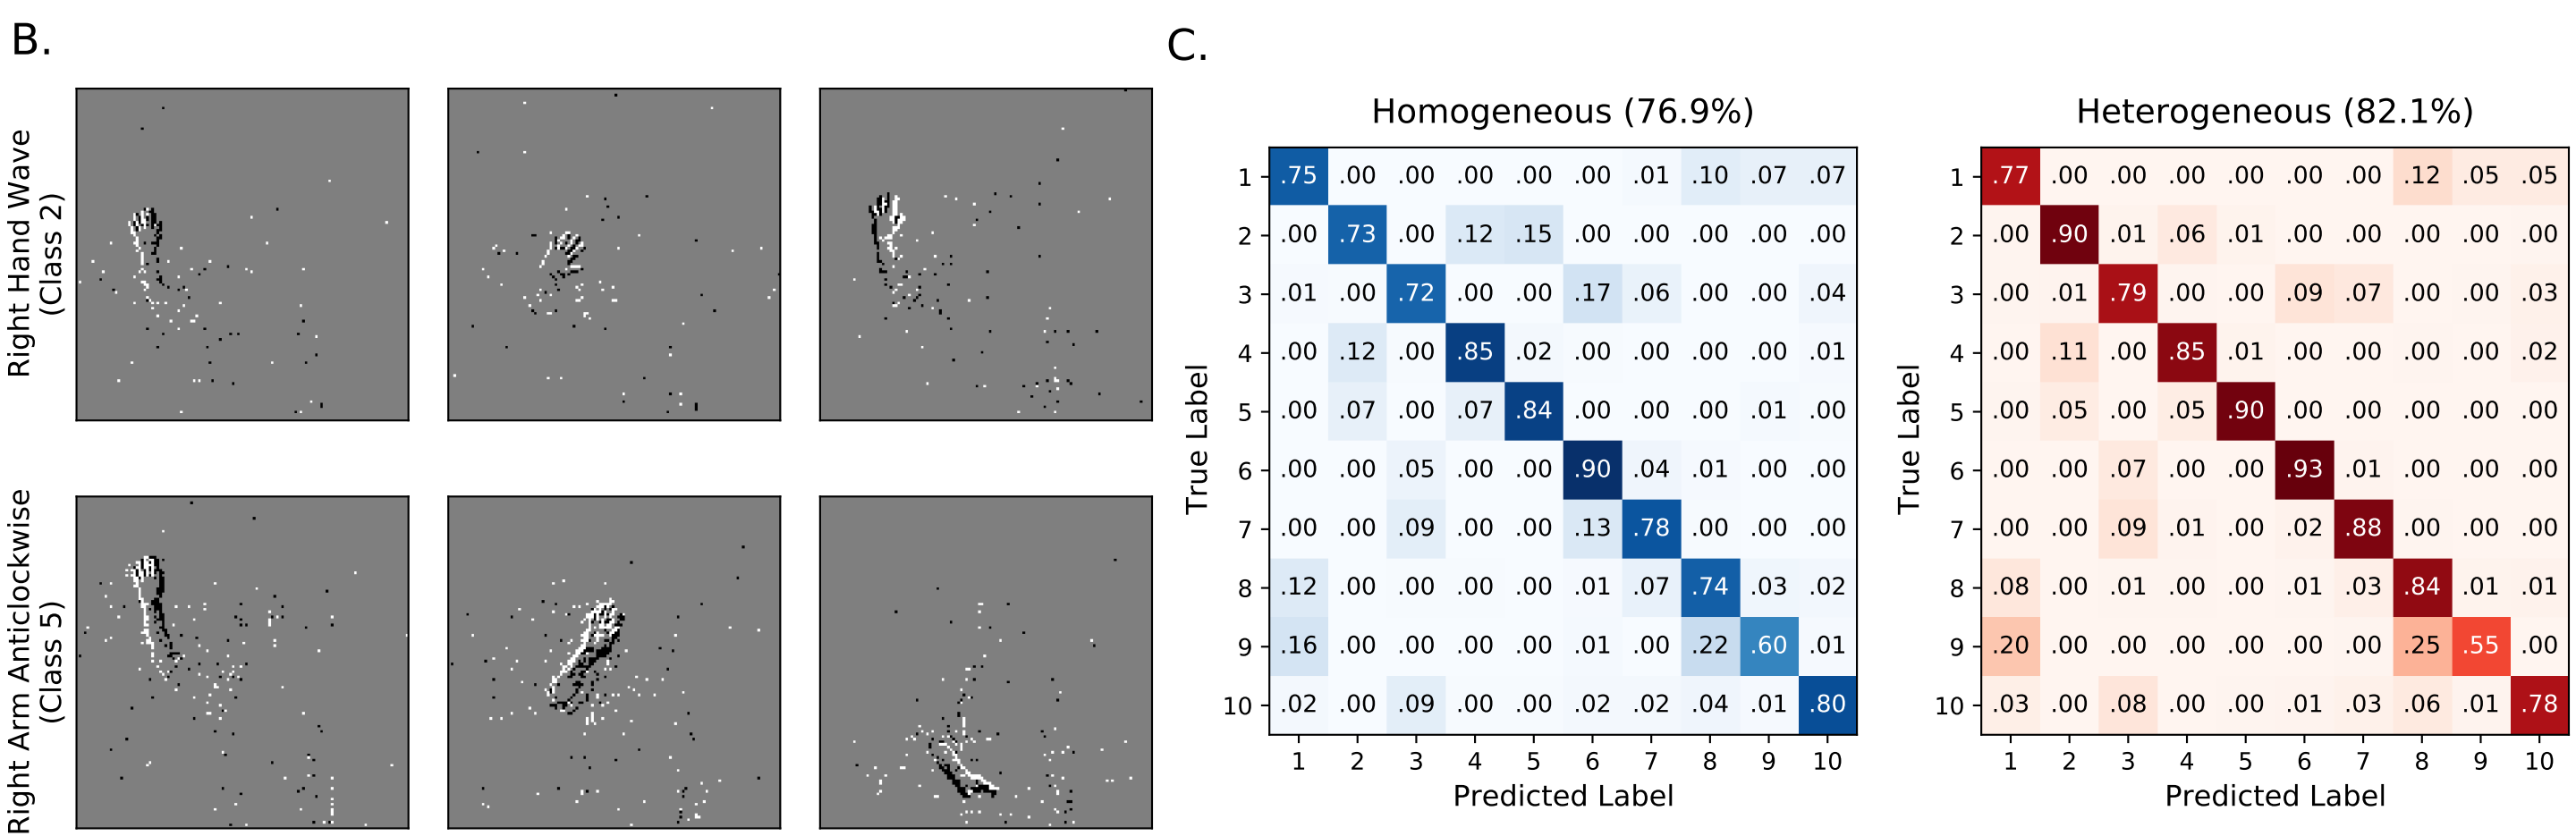 B.
Right Hand Wave
(Class 2)
Right Arm Anticlockwise
(Class 5)
C.
Homogeneous (76.9%)
True Label
1 .75 .00 .00 .00 .00 .00 .01 .10 .07 .07
2 .00 .73 .00 .12 .15 .00 .00 .00 .00 .00
3 .01 .00 .72 .00 .00 .17 .06 .00 .00 .04
4 .00 .12 .00 .85 .02 .00 .00 .00 .00 .01
5 .00 .07 .00 .07 .84 .00 .00 .00 .01 .00
6 .00 .00 .05 .00 .00 .90 .04 .01 .00 .00
7 .00 .00 .09 .00 .00 .13 .78 .00 .00 .00
8 .12 .00 .00 .00 .00 .01 .07 .74 .03 .02
9 .16 .00 .00 .00 .00 .01 .00 .22 .60 .01
10 .02 .00 .09 .00 .00 .02 .02 .04 .01 .80
1 2 3 4 5 6 7 8 9 10
Predicted Label
Heterogeneous (82.1%)
True Label
1 .77 .00 .00 .00 .00 .00 .00 .12 .05 .05
2 .00 .90 .01 .06 .01 .00 .00 .00 .00 .00
3 .00 .01 .79 .00 .00 .09 .07 .00 .00 .03
4 .00 .11 .00 .85 .01 .00 .00 .00 .00 .02
5 .00 .05 .00 .05 .90 .00 .00 .00 .00 .00
6 .00 .00 .07 .00 .00 .93 .01 .00 .00 .00
7 .00 .00 .09 .01 .00 .02 .88 .00 .00 .00
8 .08 .00 .01 .00 .00 .01 .03 .84 .01 .01
9 .20 .00 .00 .00 .00 .00 .00 .25 .55 .00
10 .03 .00 .08 .00 .00 .01 .03 .06 .01 .78
1 2 3 4 5 6 7 8 9 10
Predicted Label